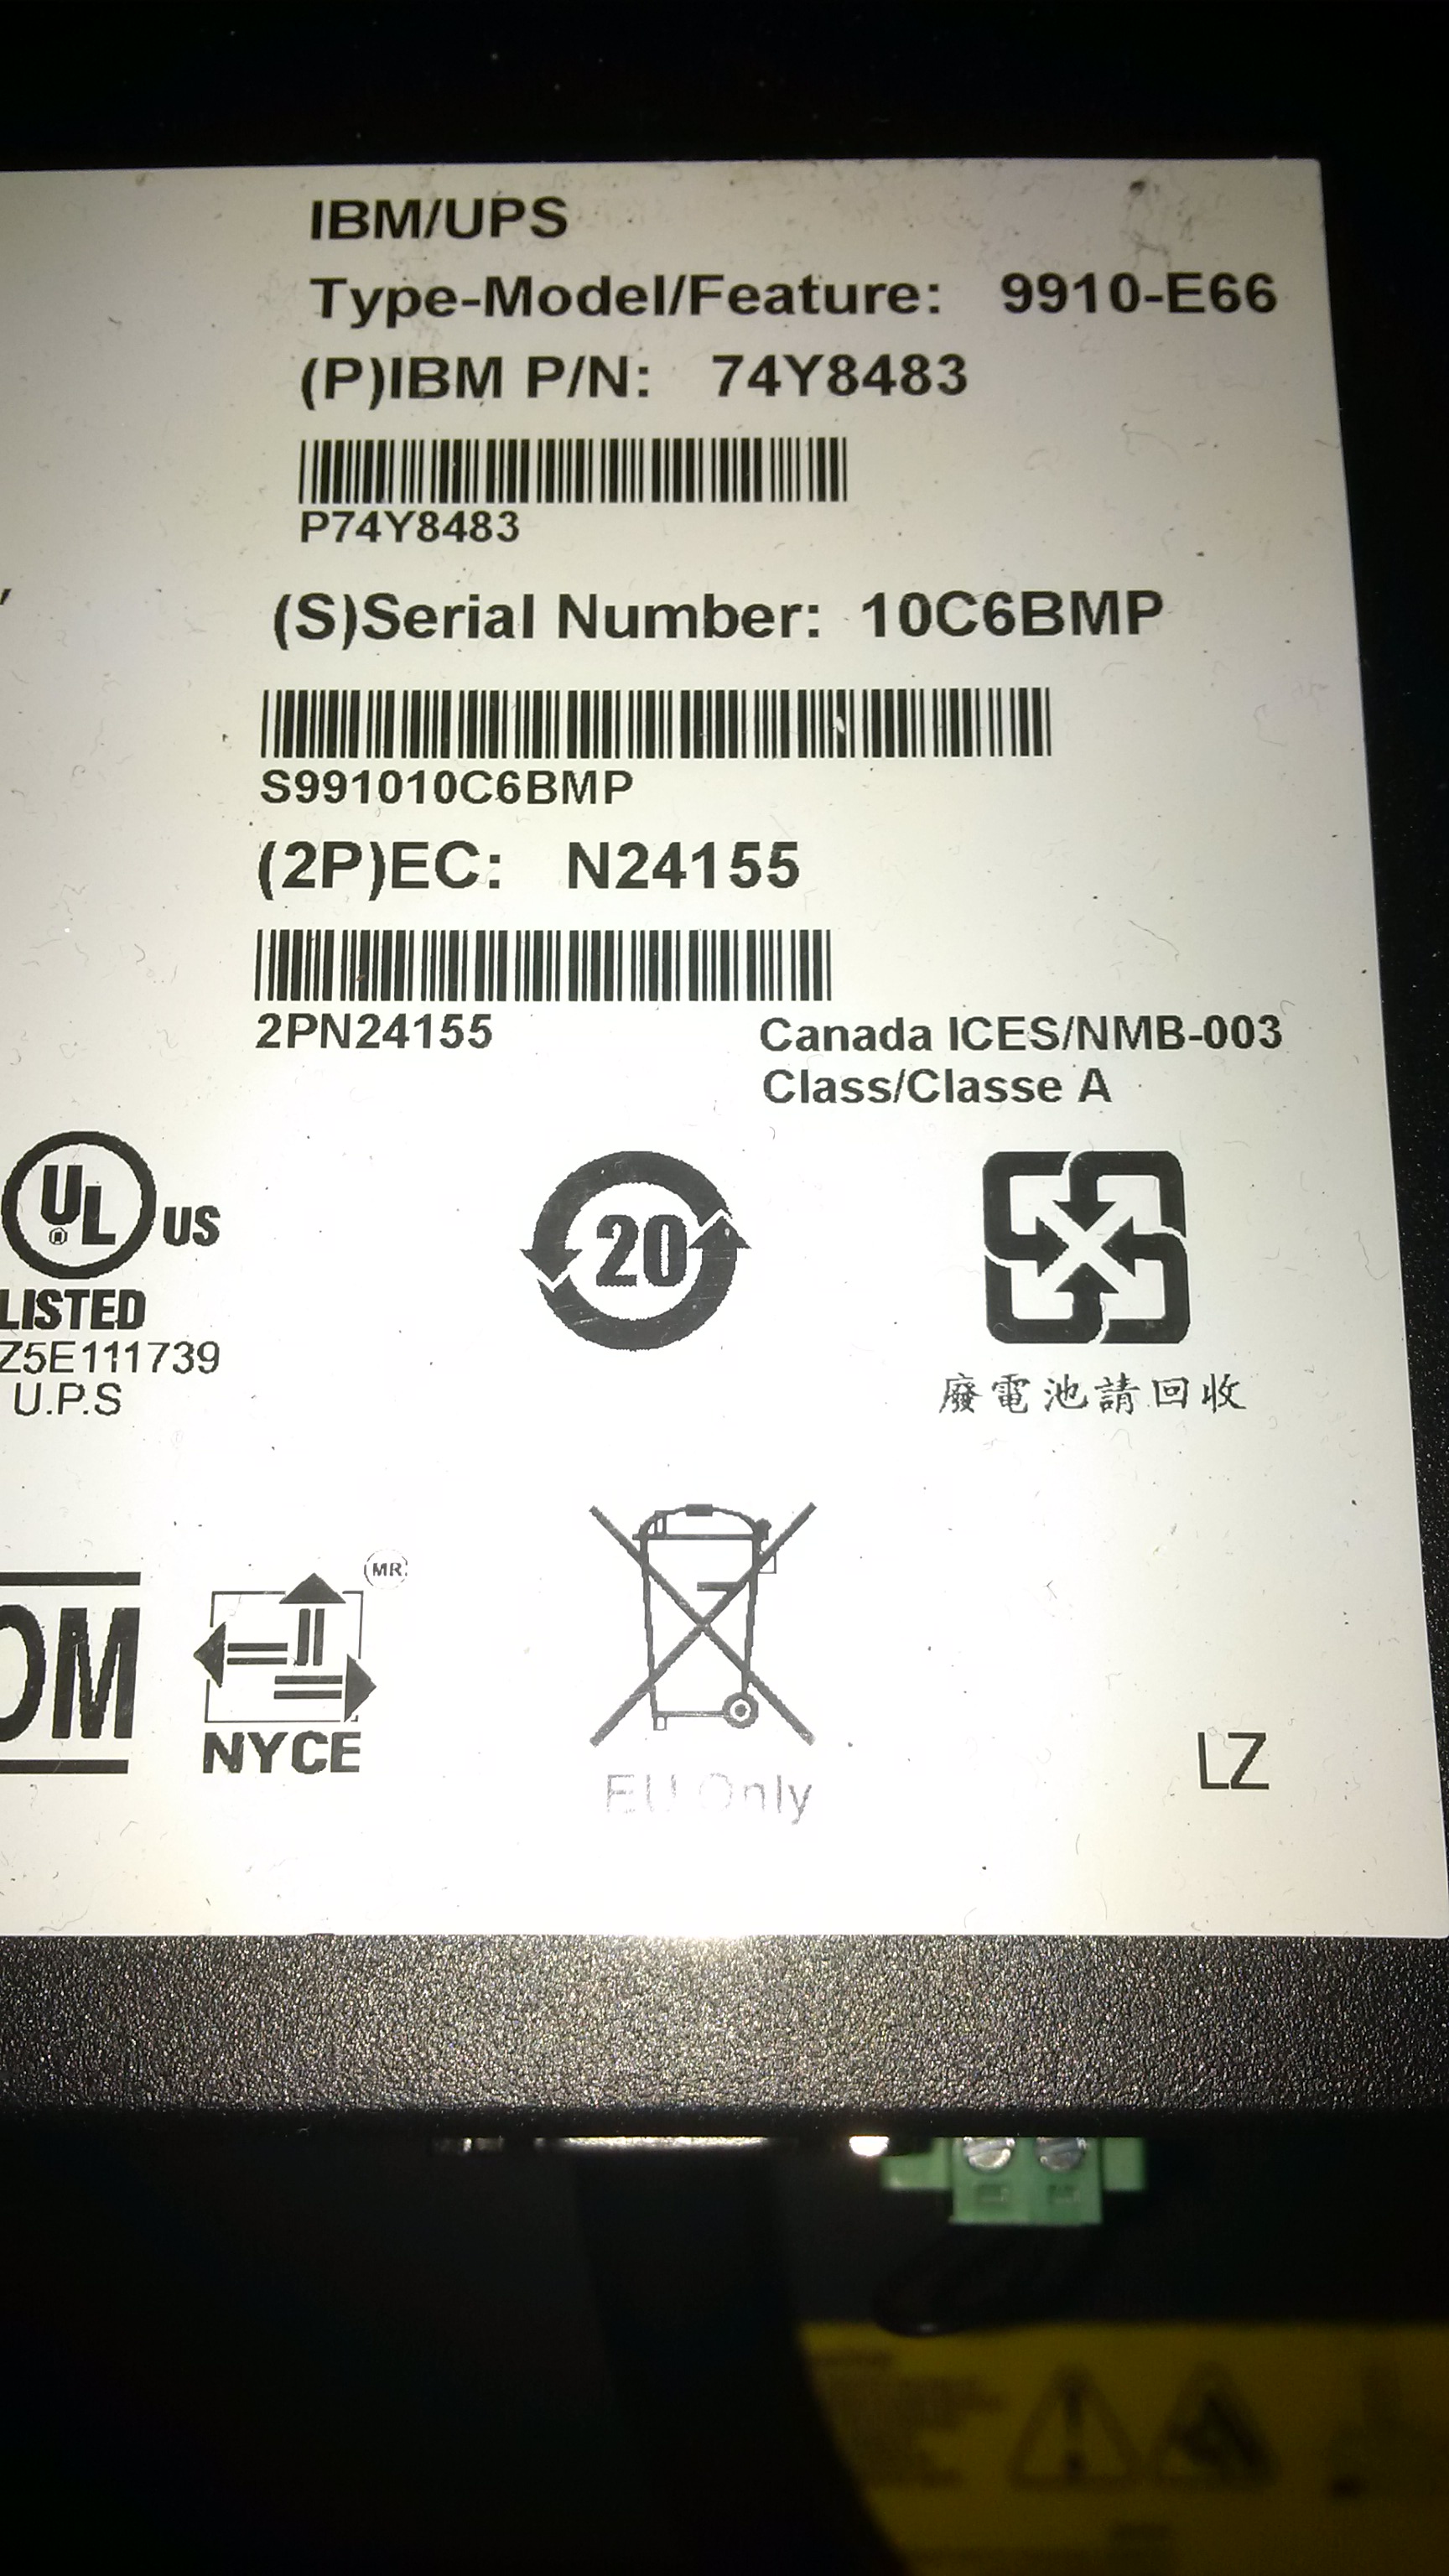 IBM/UPS
Type-Model/Feature: 9910-E66
(P)IBM P/N: 74Y8483
P74Y8483
(S)Serial Number: 10C6BMP
S991010C6BMP
(2P)EC: N24155
2PN24155
Canada ICES/NMB-003
Class/Classe A
UL US
LISTED
Z5E111739
U.P.S
20
廢電池請回收
OM
MR
NYCE
EU Only
LZ